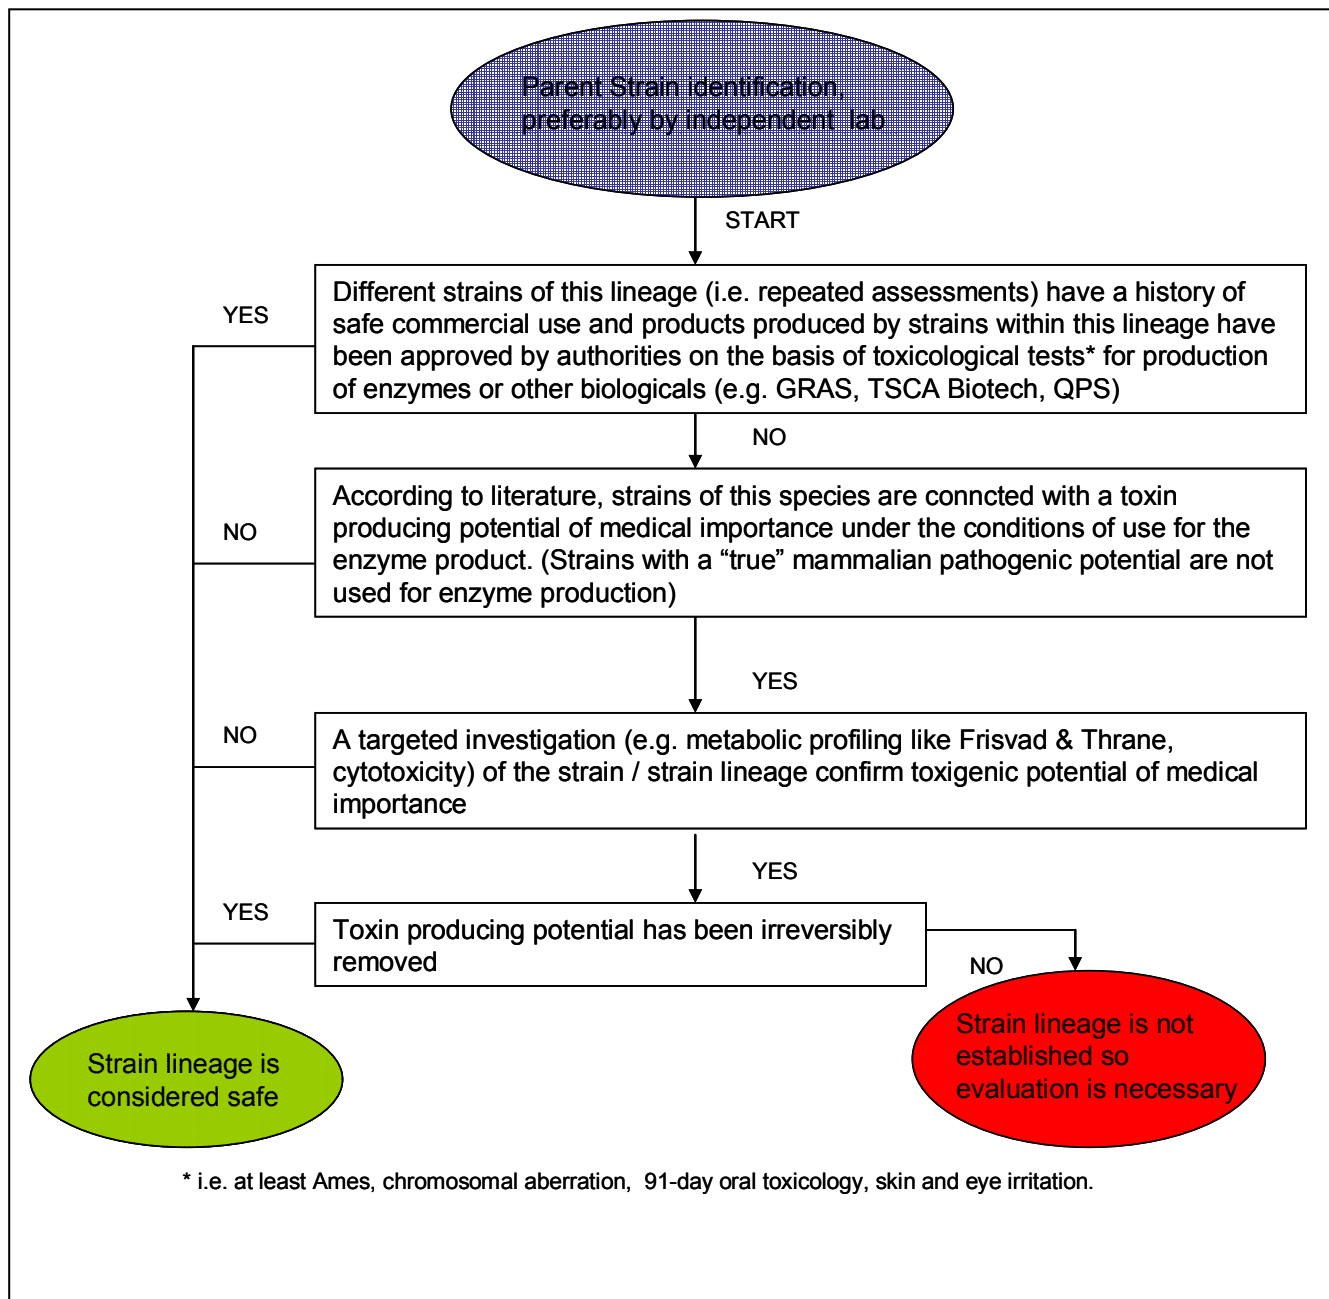 Parent Strain identification,
preferably by independent lab
START
YES
Different strains of this lineage (i.e. repeated assessments) have a history of
safe commercial use and products produced by strains within this lineage have
been approved by authorities on the basis of toxicological tests* for production
of enzymes or other biologicals (e.g. GRAS, TSCA Biotech, QPS)
NO
NO
According to literature, strains of this species are conncted with a toxin
producing potential of medical importance under the conditions of use for the
enzyme product. (Strains with a “true” mammalian pathogenic potential are not
used for enzyme production)
YES
NO
A targeted investigation (e.g. metabolic profiling like Frisvad & Thrane,
cytotoxicity) of the strain / strain lineage confirm toxigenic potential of medical
importance
YES
YES
Toxin producing potential has been irreversibly
removed
NO
Strain lineage is not
established so
evaluation is necessary
Strain lineage is
considered safe
* i.e. at least Ames, chromosomal aberration, 91-day oral toxicology, skin and eye irritation.